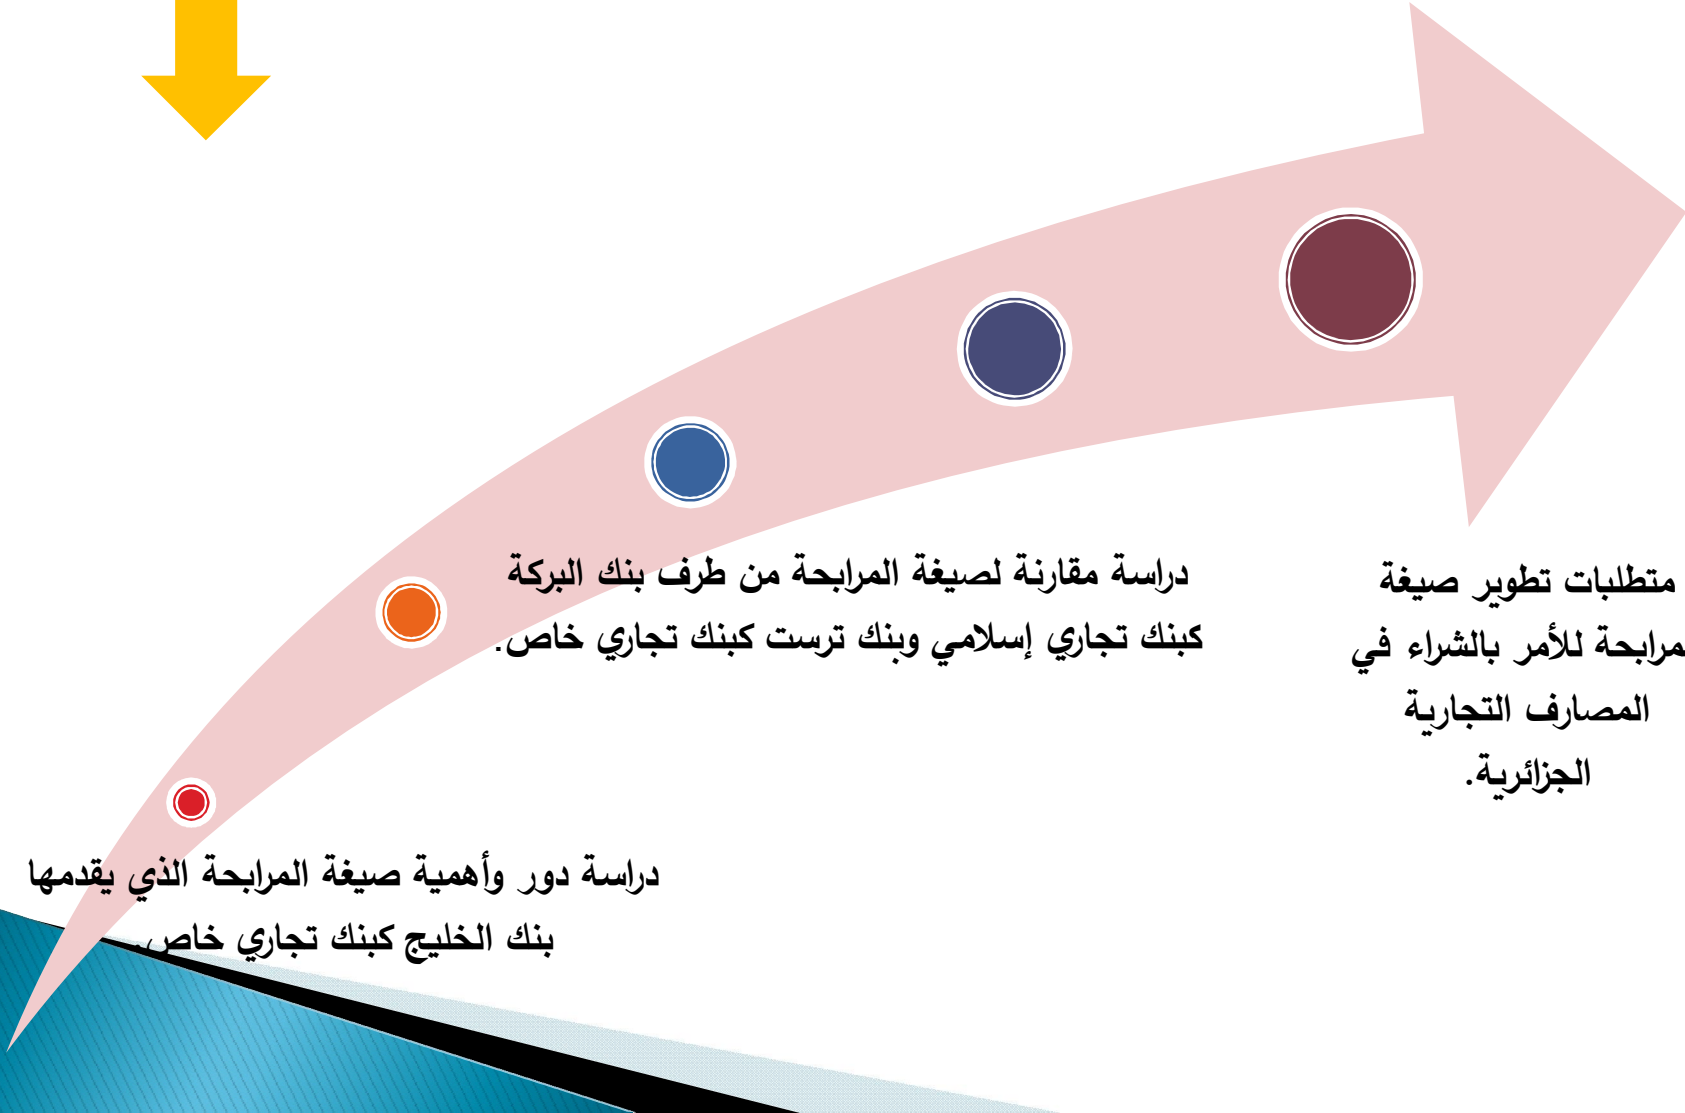 دراسة مقارنة لصيغة المرابحة من طرف بنك البركة
كبنك تجاري إسلامي وبنك ترست كبنك تجاري خاص.
متطلبات تطوير صيغة
مرابحة للأمر بالشراء في
المصارف التجارية
الجزائرية.
دراسة دور وأهمية صيغة المرابحة الذي يقدمها
بنك الخليج كبنك تجاري خاص.